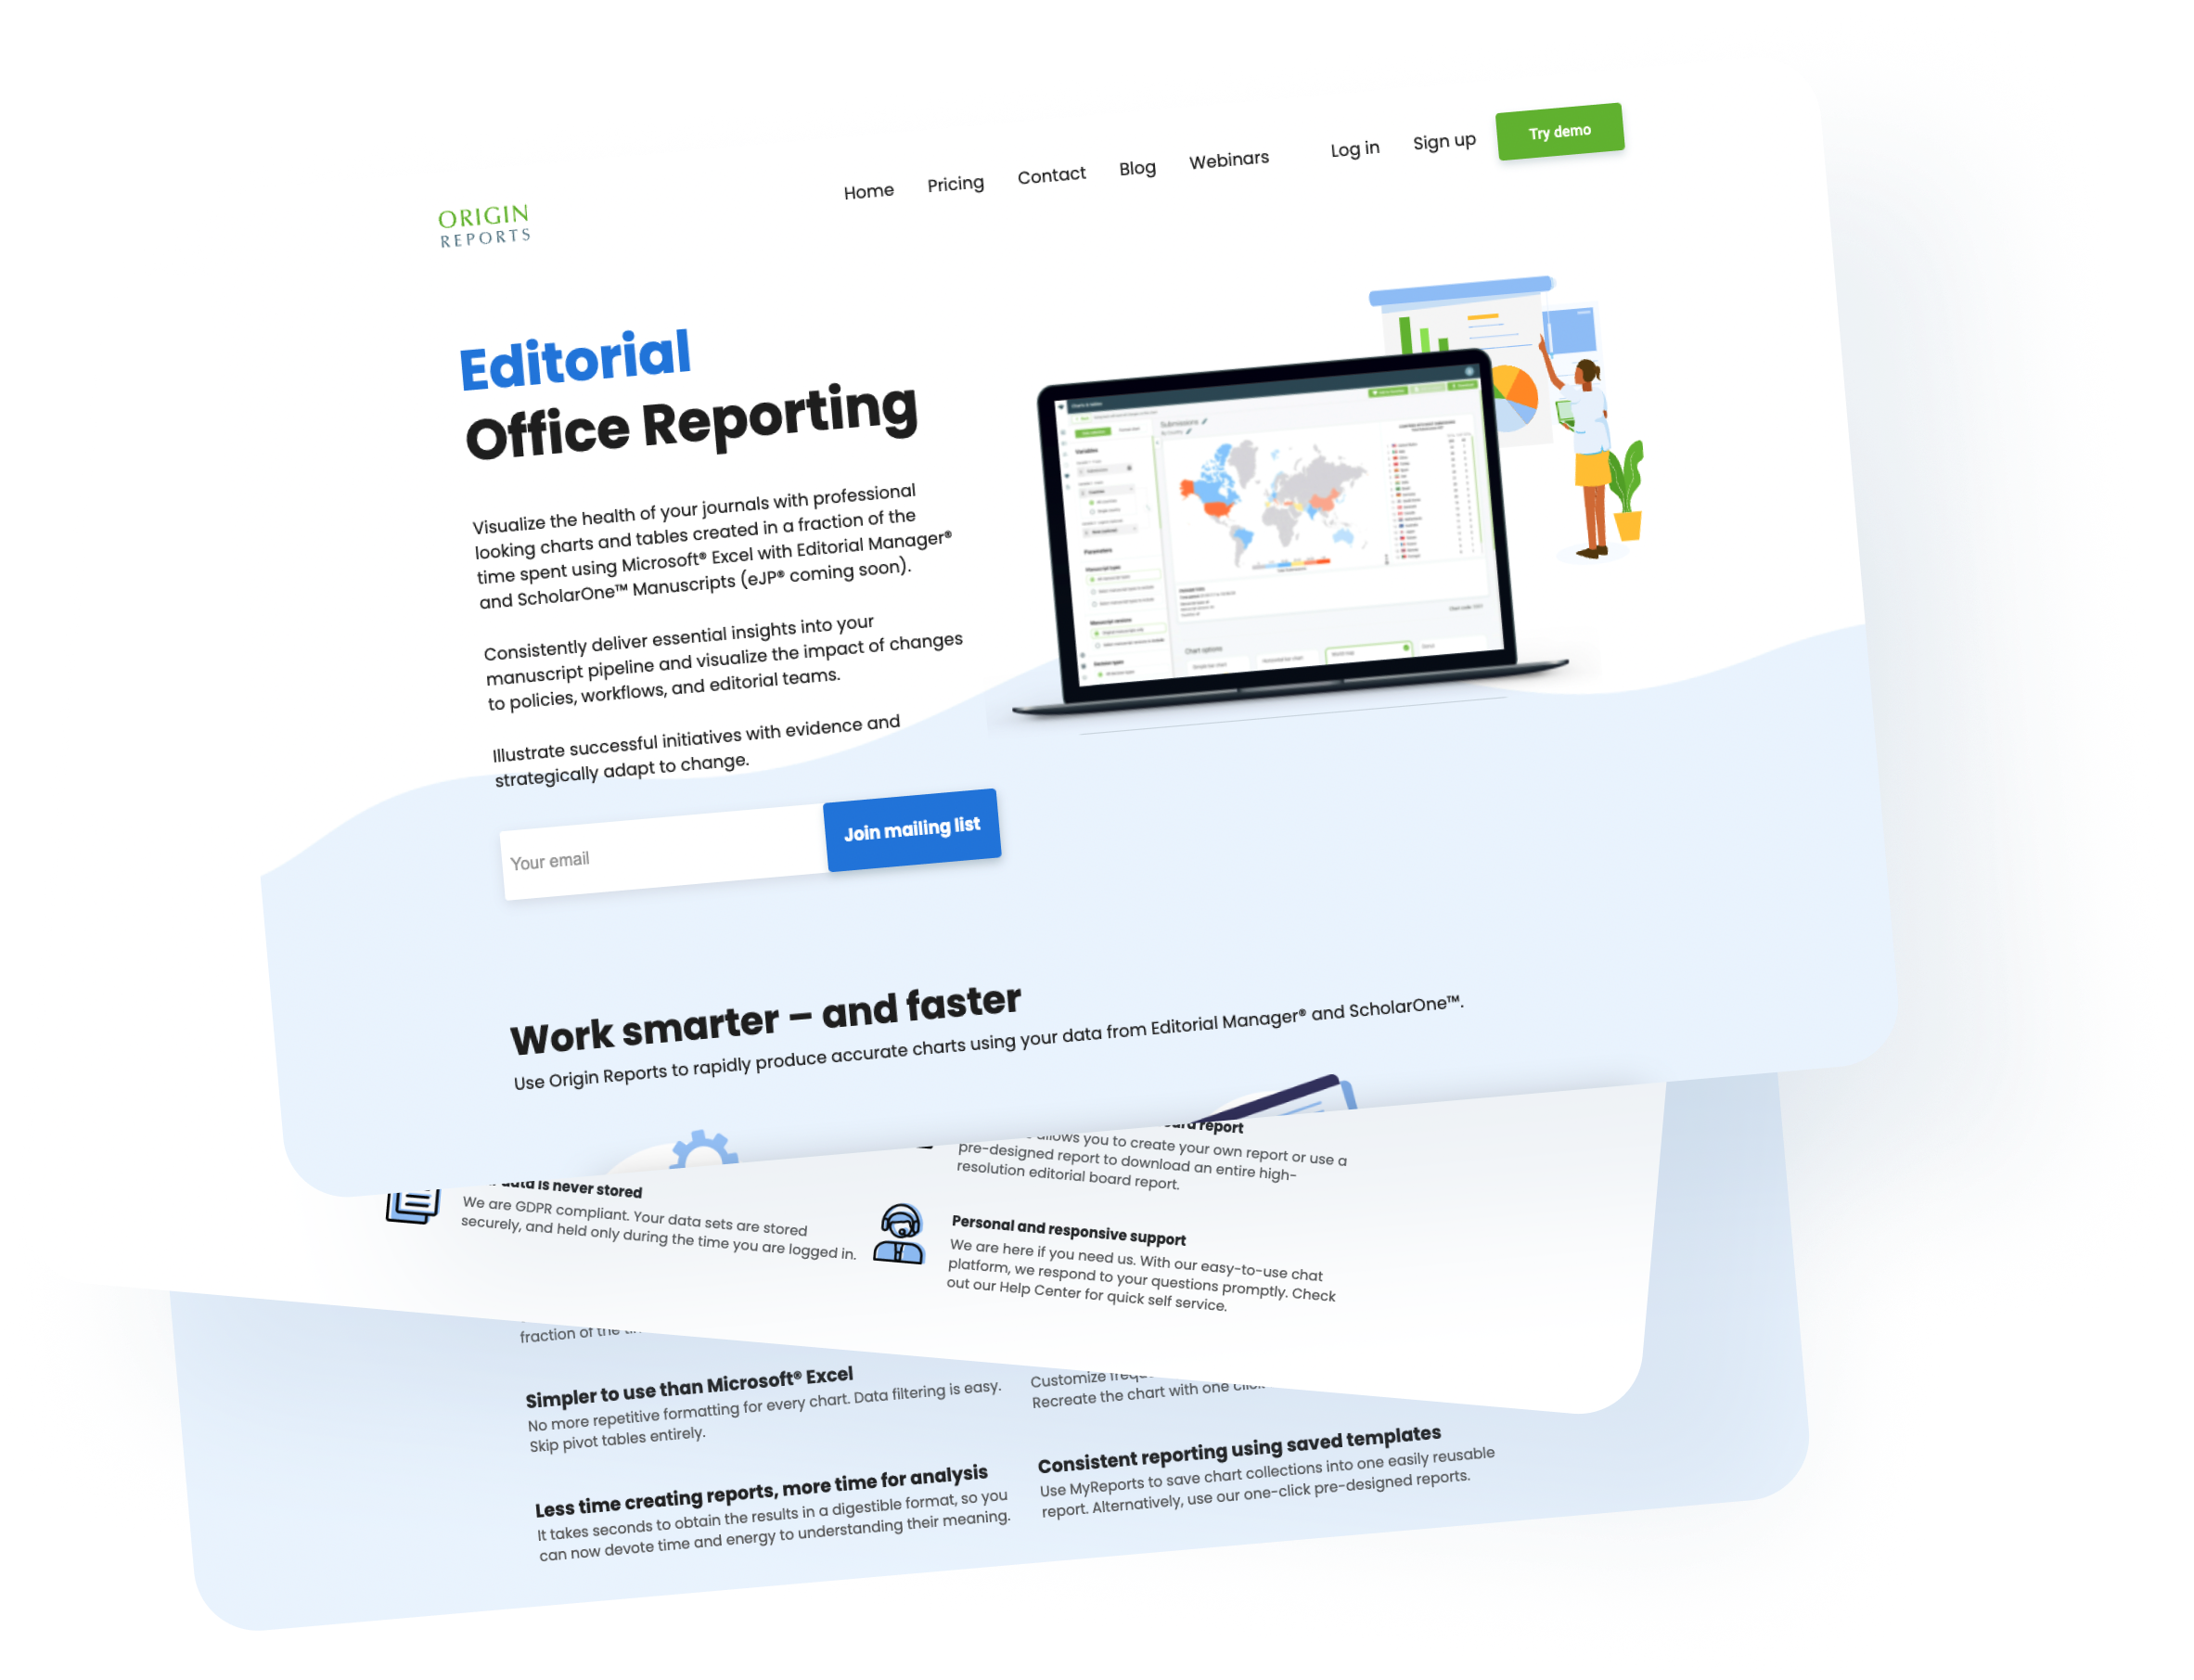 ORIGIN
REPORTS
Home Pricing Contact Blog Webinars Log in Sign up Try demo
Editorial
Office Reporting
Visualize the health of your journals with professional
looking charts and tables created in a fraction of the
time spent using Microsoft® Excel with Editorial Manager®
and ScholarOne™ Manuscripts (eJP® coming soon).
Consistently deliver essential insights into your
manuscript pipeline and visualize the impact of changes
to policies, workflows, and editorial teams.
Illustrate successful initiatives with evidence and
strategically adapt to change.
Your email
Join mailing list
Submissions
Variables
Parameters
Chart options
World map
Work smarter – and faster
Use Origin Reports to rapidly produce accurate charts using your data from Editorial Manager® and ScholarOne™.
data is never stored
We are GDPR compliant. Your data sets are stored
securely, and held only during the time you are logged in.
report
allows you to create your own report or use a
pre-designed report to download an entire high-
resolution editorial board report.
Personal and responsive support
We are here if you need us. With our easy-to-use chat
platform, we respond to your questions promptly. Check
out our Help Center for quick self service.
fraction of the
Simpler to use than Microsoft® Excel
No more repetitive formatting for every chart. Data filtering is easy.
Skip pivot tables entirely.
Less time creating reports, more time for analysis
It takes seconds to obtain the results in a digestible format, so you
can now devote time and energy to understanding their meaning.
Customize
Recreate the chart with one
Consistent reporting using saved templates
Use MyReports to save chart collections into one easily reusable
report. Alternatively, use our one-click pre-designed reports.